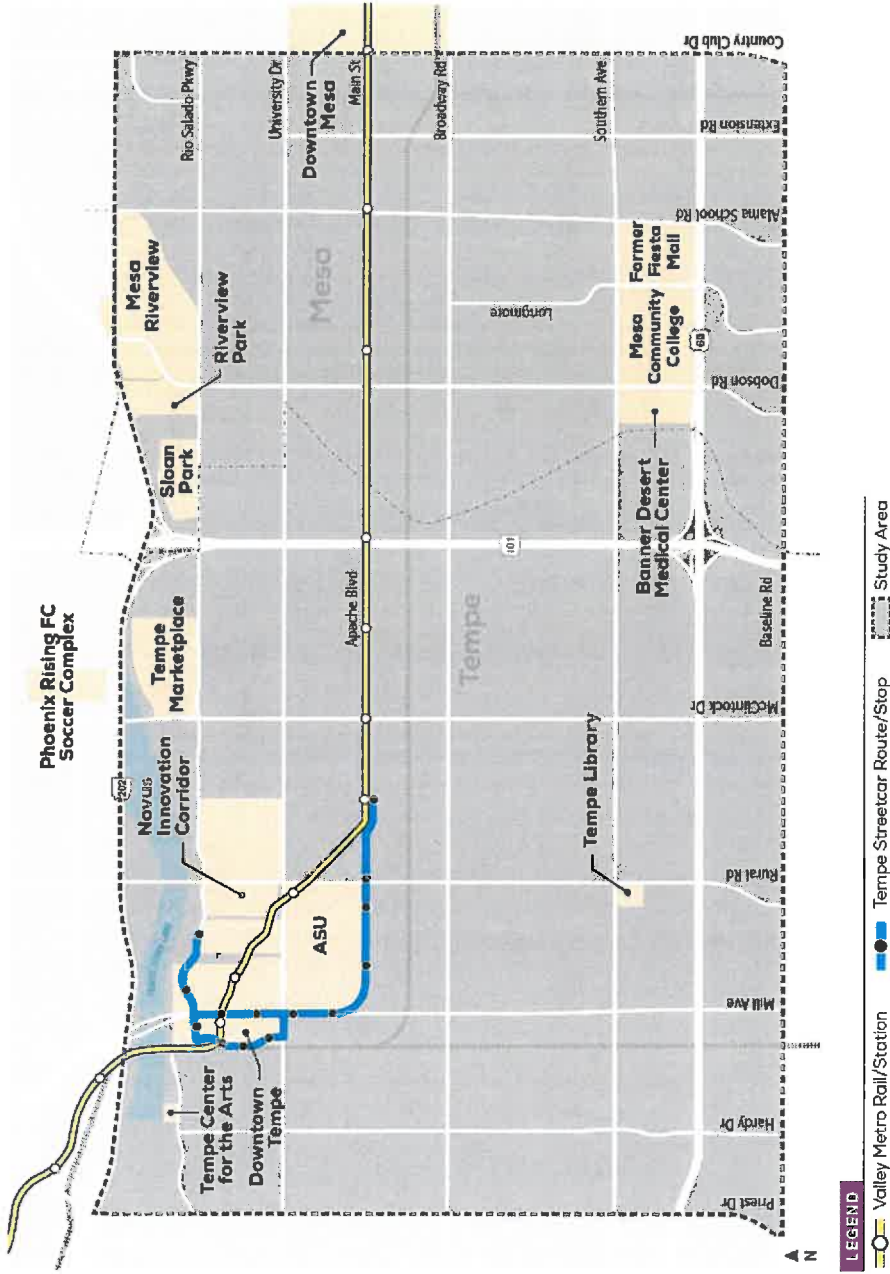 Phoenix Rising FC
Soccer Complex
202
Novus
Innovation
Corridor
Tempe
Marketplace
Sloan
Park
Riverview
Park
Mesa
Riverview
Rio Salado Pkwy
University Dr
Downtown
Mesa
Main St
Broadway Rd
Southern Ave
Country Club Dr
Extension Rd
Alama School Rd
Mesa
Tempe Center
for the Arts
Downtown
Tempe
ASU
Apache Blvd
Tempe
101
Longmore
Former
Fiesta
Mall
Mesa
Community
College
60
Dobson Rd
Banner Desert
Medical Center
Baseline Rd
McClintock Dr
Tempe Library
Rural Rd
Mill Ave
Hardy Dr
Priest Dr
N
LEGEND
Valley Metro Rail/Station
Tempe Streetcar Route/Stop
Study Area